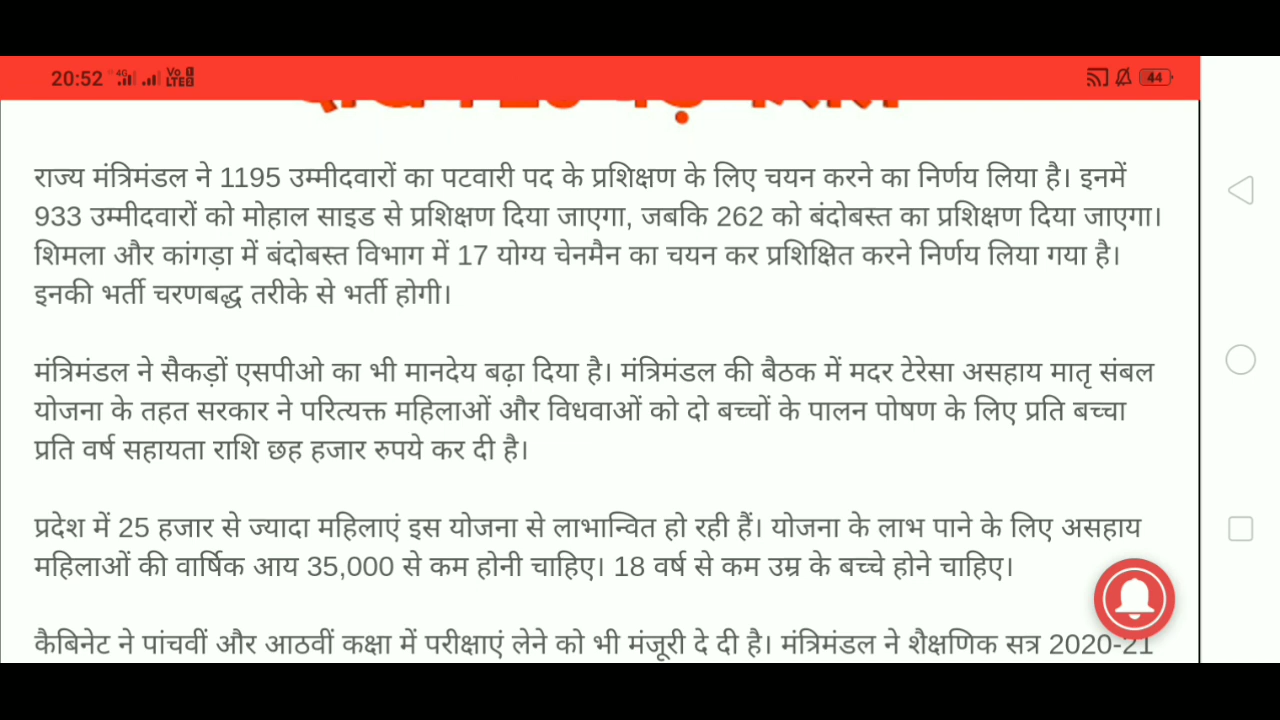 20:52 4G Vo LTE 44
राज्य मंत्रिमंडल ने 1195 उम्मीदवारों का पटवारी पद के प्रशिक्षण के लिए चयन करने का निर्णय लिया है। इनमें
933 उम्मीदवारों को मोहाल साइड से प्रशिक्षण दिया जाएगा, जबकि 262 को बंदोबस्त का प्रशिक्षण दिया जाएगा।
शिमला और कांगड़ा में बंदोबस्त विभाग में 17 योग्य चेनमैन का चयन कर प्रशिक्षित करने निर्णय लिया गया है।
इनकी भर्ती चरणबद्ध तरीके से भर्ती होगी।
मंत्रिमंडल ने सैकड़ों एसपीओ का भी मानदेय बढ़ा दिया है। मंत्रिमंडल की बैठक में मदर टेरेसा असहाय मातृ संबल
योजना के तहत सरकार ने परित्यक्त महिलाओं और विधवाओं को दो बच्चों के पालन पोषण के लिए प्रति बच्चा
प्रति वर्ष सहायता राशि छह हजार रुपये कर दी है।
प्रदेश में 25 हजार से ज्यादा महिलाएं इस योजना से लाभान्वित हो रही हैं। योजना के लाभ पाने के लिए असहाय
महिलाओं की वार्षिक आय 35,000 से कम होनी चाहिए। 18 वर्ष से कम उम्र के बच्चे होने चाहिए।
कैबिनेट ने पांचवीं और आठवीं कक्षा में परीक्षाएं लेने को भी मंजूरी दे दी है। मंत्रिमंडल ने शैक्षणिक सत्र 2020-21